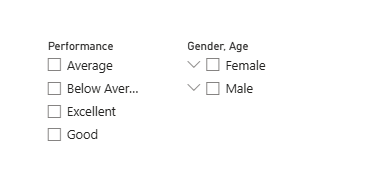 Performance
Average
Below Aver...
Excellent
Good
Gender, Age
Female
Male